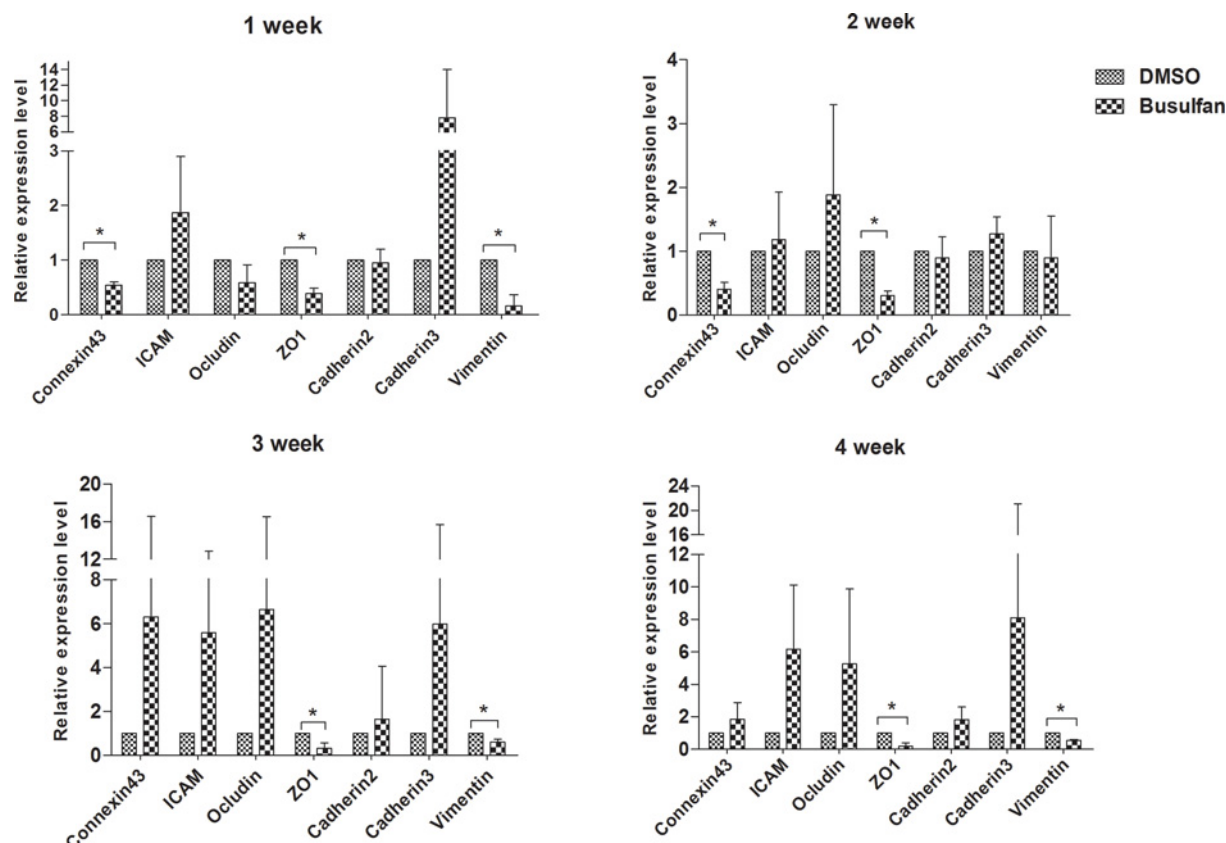 1 week
Relative expression level
14
12
10
8
6
3
2
1
0
*
*
*
Connexin43
ICAM
Ocludin
ZO1
Cadherin2
Cadherin3
Vimentin
2 week
Relative expression level
4
3
2
1
0
*
*
Connexin43
ICAM
Ocludin
ZO1
Cadherin2
Cadherin3
Vimentin
DMSO
Busulfan
3 week
Relative expression level
20
16
12
8
6
4
2
0
*
*
Connexin43
ICAM
Ocludin
ZO1
Cadherin2
Cadherin3
Vimentin
4 week
Relative expression level
24
22
20
18
16
12
10
8
6
4
2
0
*
*
Connexin43
ICAM
Ocludin
ZO1
Cadherin2
Cadherin3
Vimentin